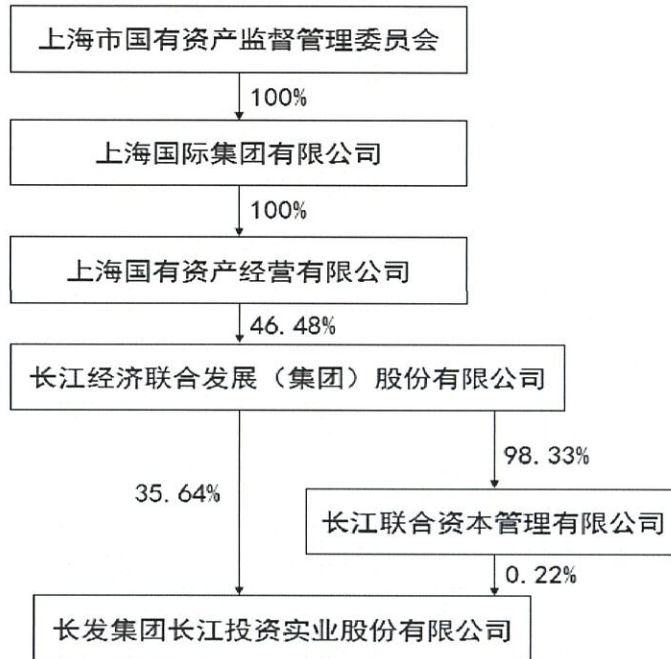 上海市国有资产监督管理委员会
100%
上海国际集团有限公司
100%
上海国有资产经营有限公司
46.48%
长江经济联合发展（集团）股份有限公司
98.33%
35.64%
长江联合资本管理有限公司
0.22%
长发集团长江投资实业股份有限公司